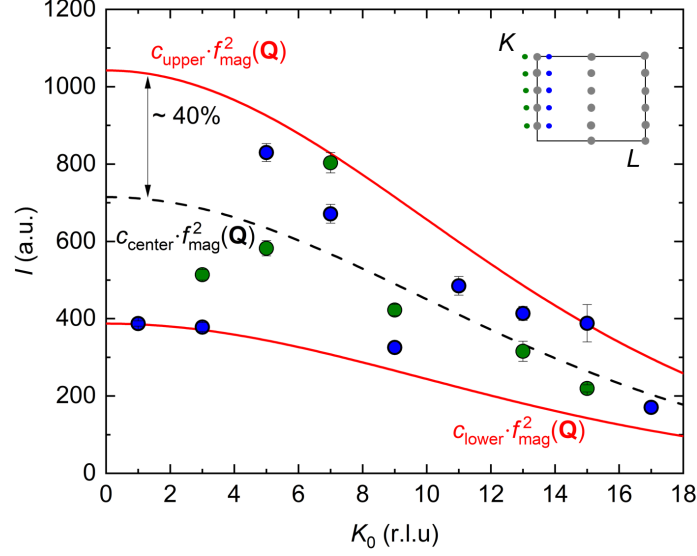 1200
1000
800
600
400
200
0
I (a.u.)
c_upper·f²_mag(Q)
~ 40%
c_center·f²_mag(Q)
c_lower·f²_mag(Q)
K
L
0 2 4 6 8 10 12 14 16 18
K₀ (r.l.u)